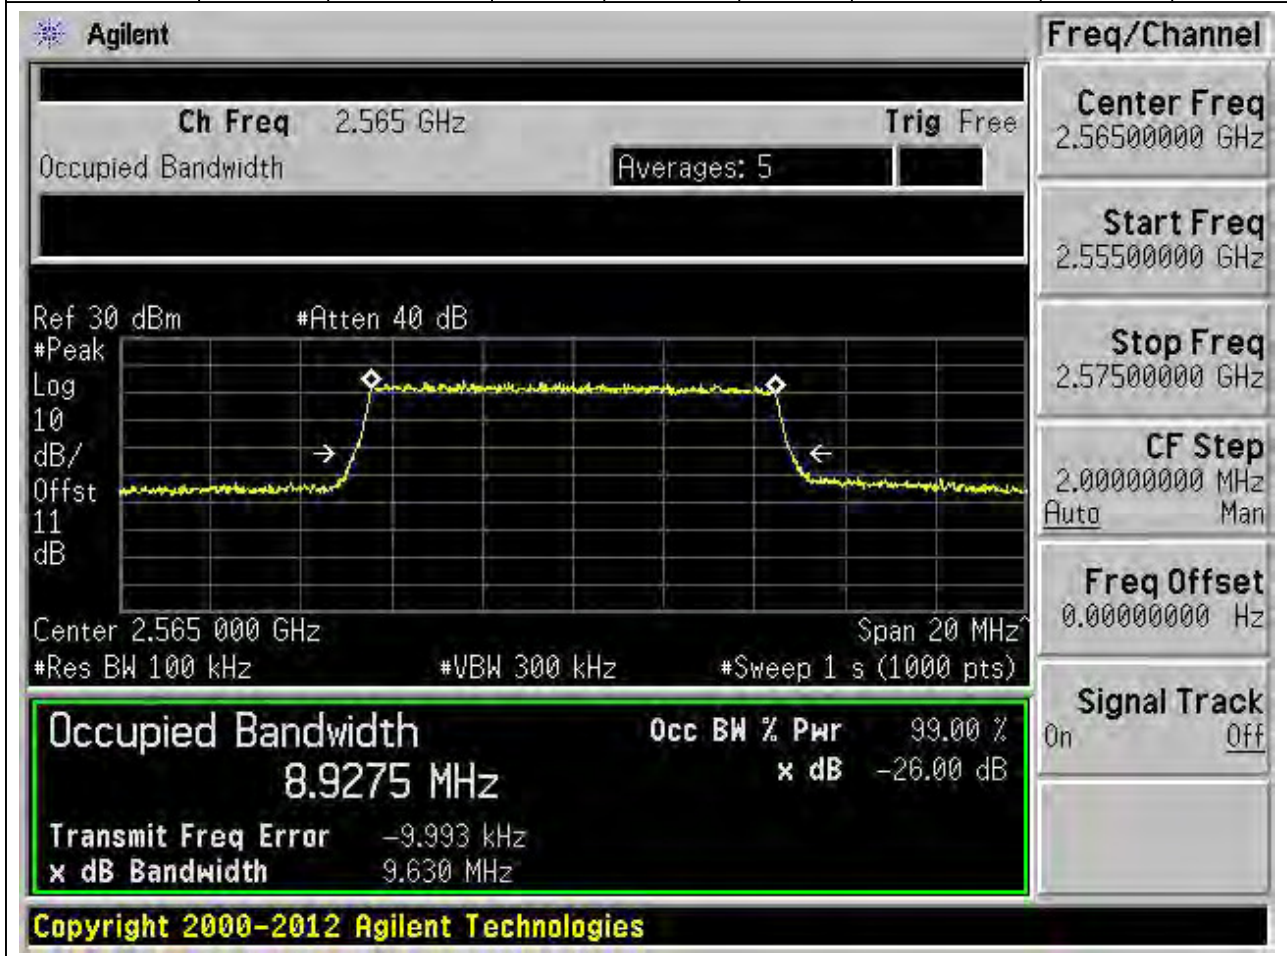 Agilent
Freq/Channel
Ch Freq 2.565 GHz Trig Free
Occupied Bandwidth Averages: 5
Center Freq
2.56500000 GHz
Start Freq
2.55500000 GHz
Stop Freq
2.57500000 GHz
CF Step
2.00000000 MHz
Auto Man
Freq Offset
0.00000000 Hz
Signal Track
On Off
Ref 30 dBm #Atten 40 dB
#Peak
Log
10
dB/
Offst
11
dB
Center 2.565 000 GHz Span 20 MHz^
#Res BW 100 kHz #VBW 300 kHz #Sweep 1 s (1000 pts)
Occupied Bandwidth
8.9275 MHz
Occ BW % Pwr 99.00 %
x dB -26.00 dB
Transmit Freq Error -9.993 kHz
x dB Bandwidth 9.630 MHz
Copyright 2000-2012 Agilent Technologies